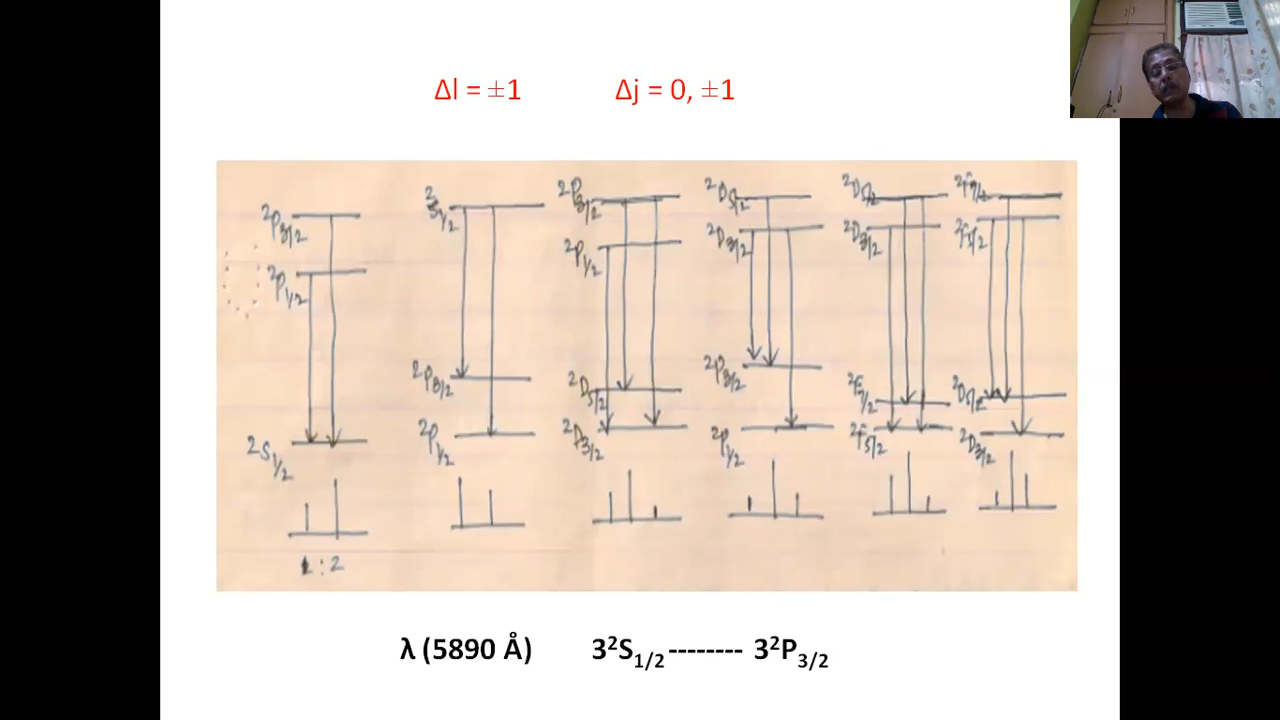 Δl = ±1 Δj = 0, ±1
²P₃/₂ ²S₁/₂ ²P₃/₂ ²D₅/₂ ²D₅/₂ ²F₇/₂
²P₁/₂ ²P₁/₂ ²D₃/₂ ²D₃/₂ ²F₅/₂
²P₃/₂ ²D₅/₂ ²P₃/₂ ²F₇/₂ ²D₅/₂
²S₁/₂ ²P₁/₂ ²D₃/₂ ²P₁/₂ ²F₅/₂ ²D₃/₂
1 : 2
λ (5890 Å) 3²S₁/₂ -------- 3²P₃/₂